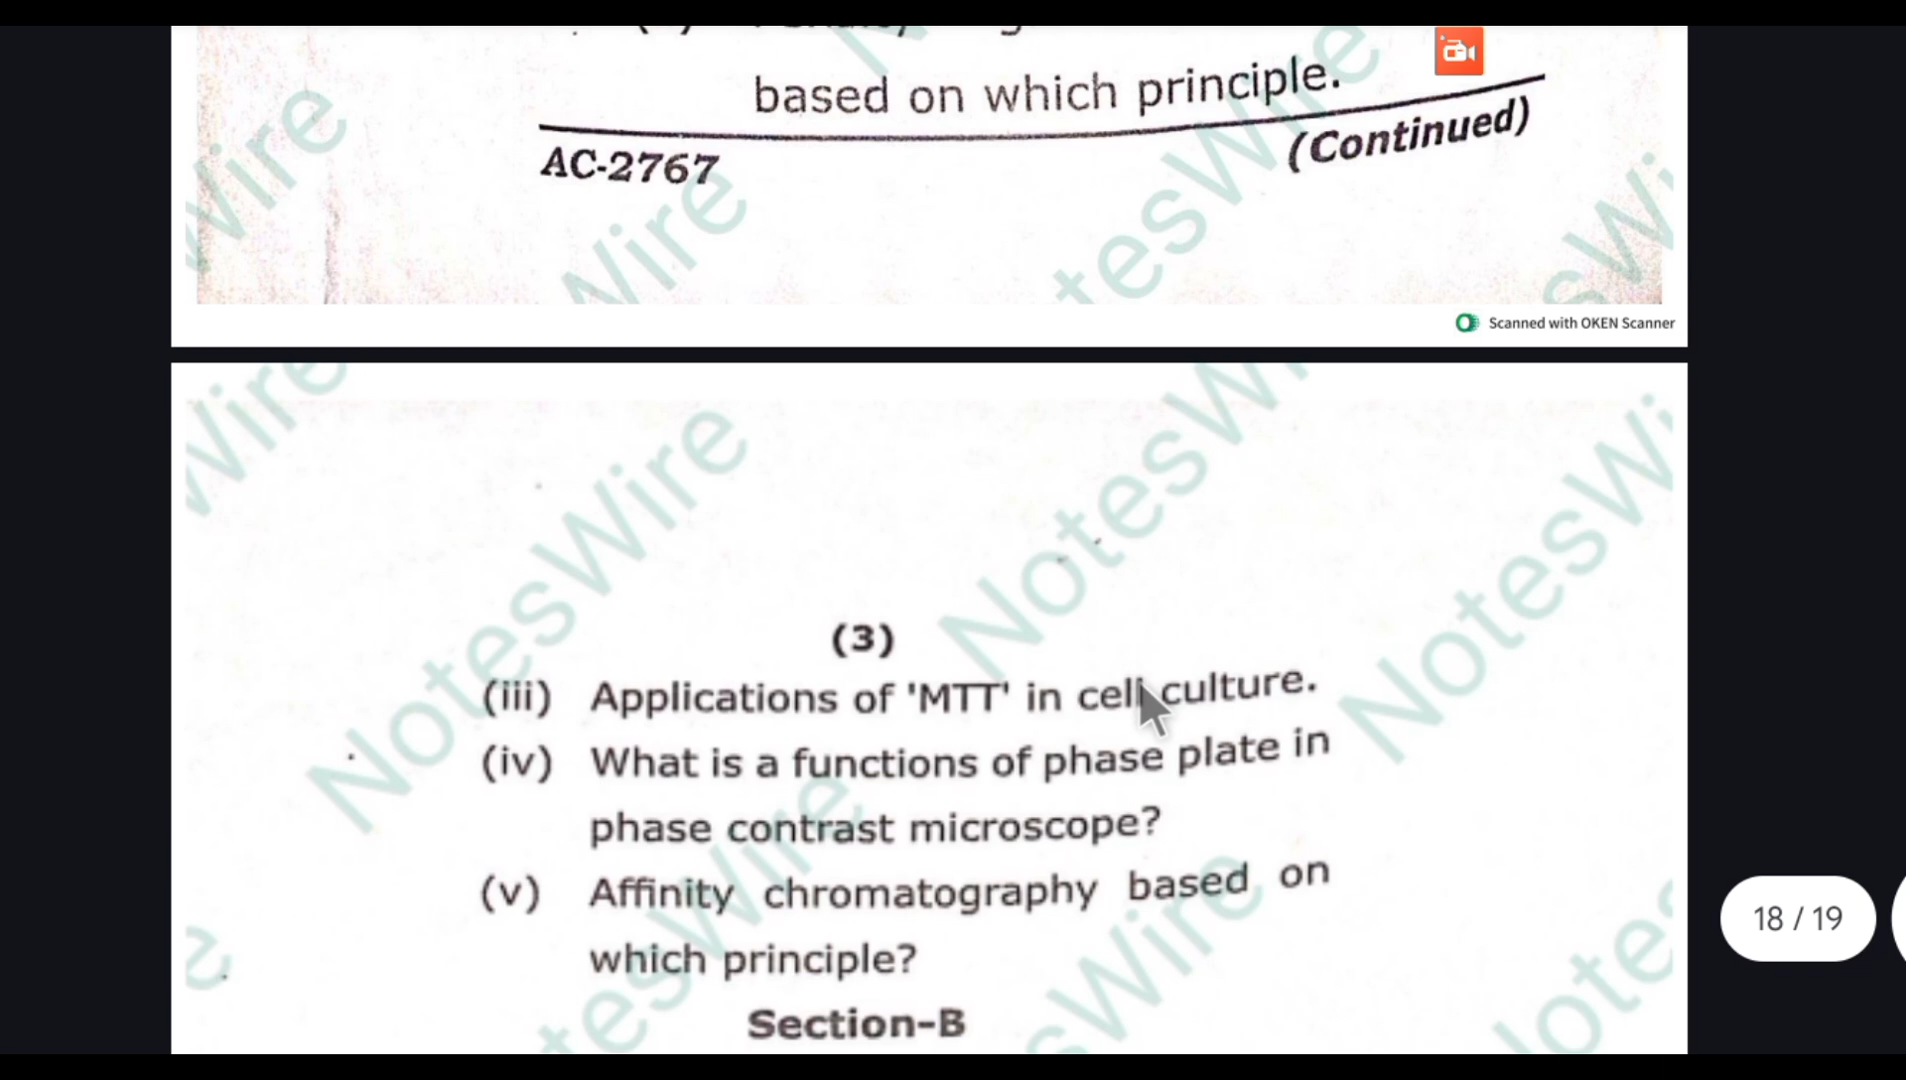 based on which principle.
AC-2767
(Continued)
Scanned with OKEN Scanner
NotesWire
(3)
(iii) Applications of 'MTT' in cell culture.
(iv) What is a functions of phase plate in
phase contrast microscope?
(v) Affinity chromatography based on
which principle?
18 / 19
Section-B